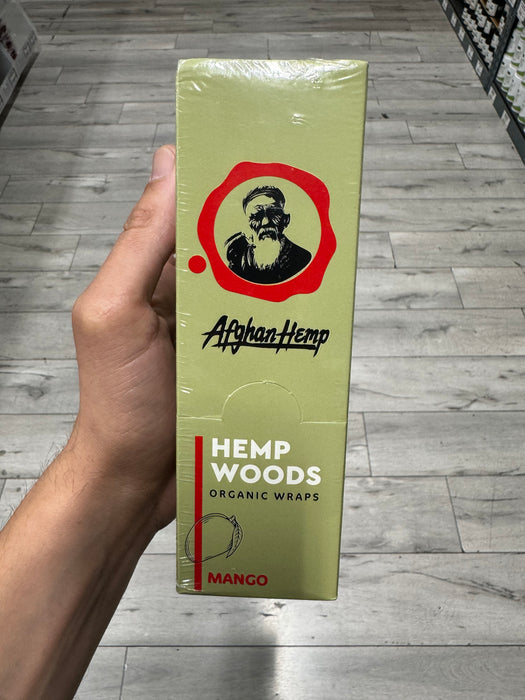 Afghan Hemp
HEMP
WOODS
ORGANIC WRAPS
MANGO